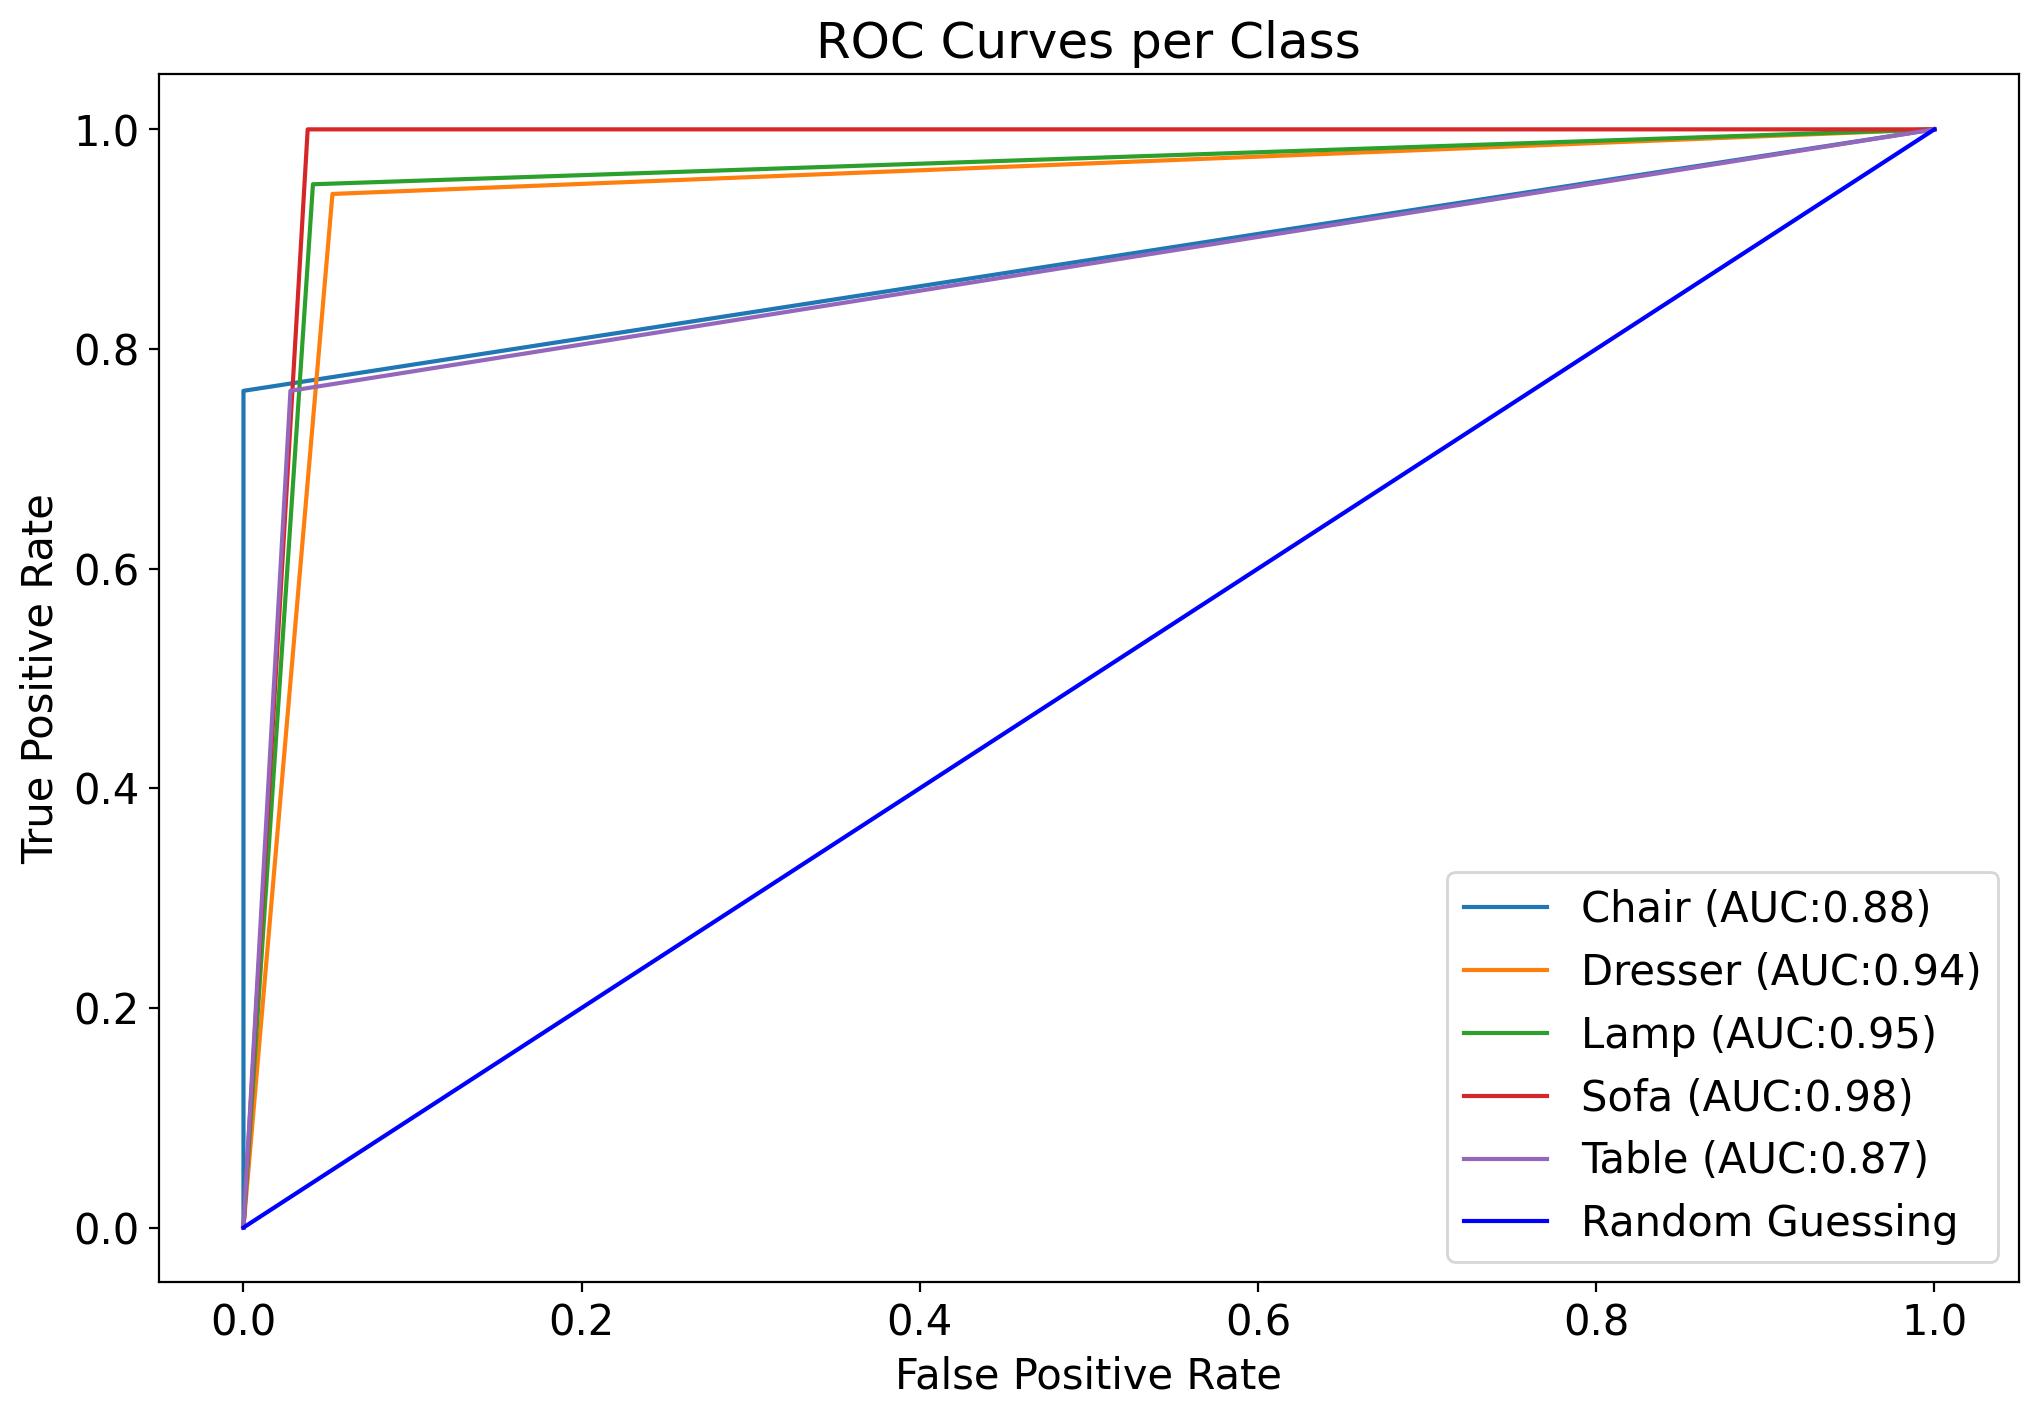 ROC Curves per Class
True Positive Rate
1.0
0.8
0.6
0.4
0.2
0.0
0.0 0.2 0.4 0.6 0.8 1.0
False Positive Rate
Chair (AUC:0.88)
Dresser (AUC:0.94)
Lamp (AUC:0.95)
Sofa (AUC:0.98)
Table (AUC:0.87)
Random Guessing